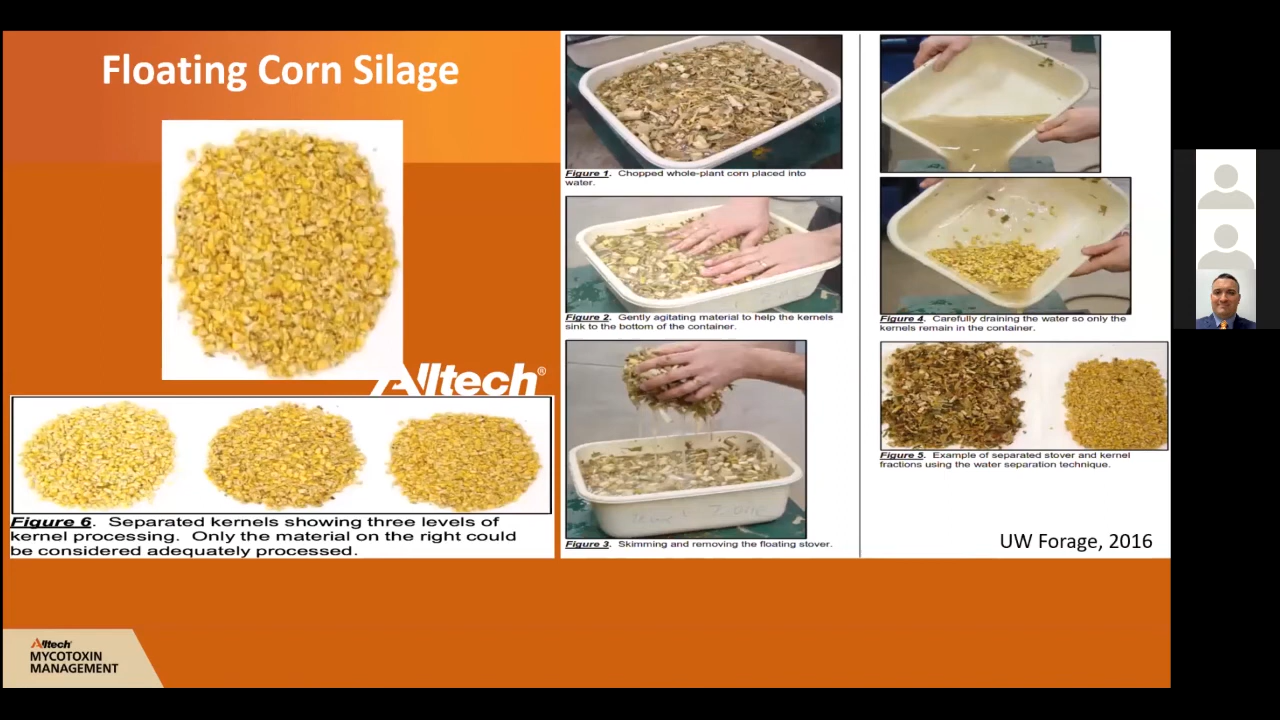 Floating Corn Silage
Alltech®
Figure 6. Separated kernels showing three levels of
kernel processing. Only the material on the right could
be considered adequately processed.
Figure 1. Chopped whole-plant corn placed into
water.
Figure 2. Gently agitating material to help the kernels
sink to the bottom of the container.
Figure 3. Skimming and removing the floating stover.
Figure 4. Carefully draining the water so only the
kernels remain in the container.
Figure 5. Example of separated stover and kernel
fractions using the water separation technique.
UW Forage, 2016
Alltech®
MYCOTOXIN
MANAGEMENT